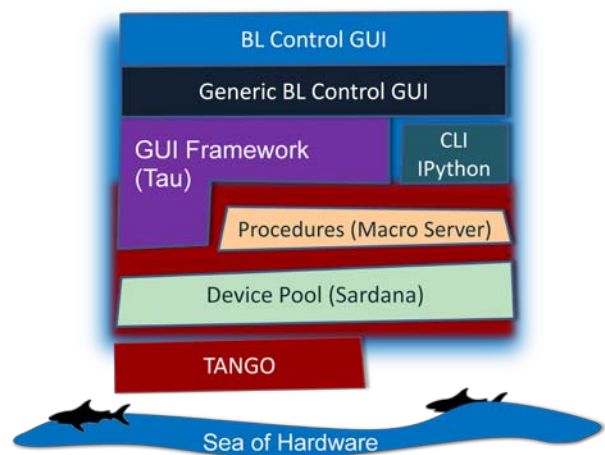 BL Control GUI
Generic BL Control GUI
GUI Framework
(Tau)
CLI
IPython
Procedures (Macro Server)
Device Pool (Sardana)
TANGO
Sea of Hardware